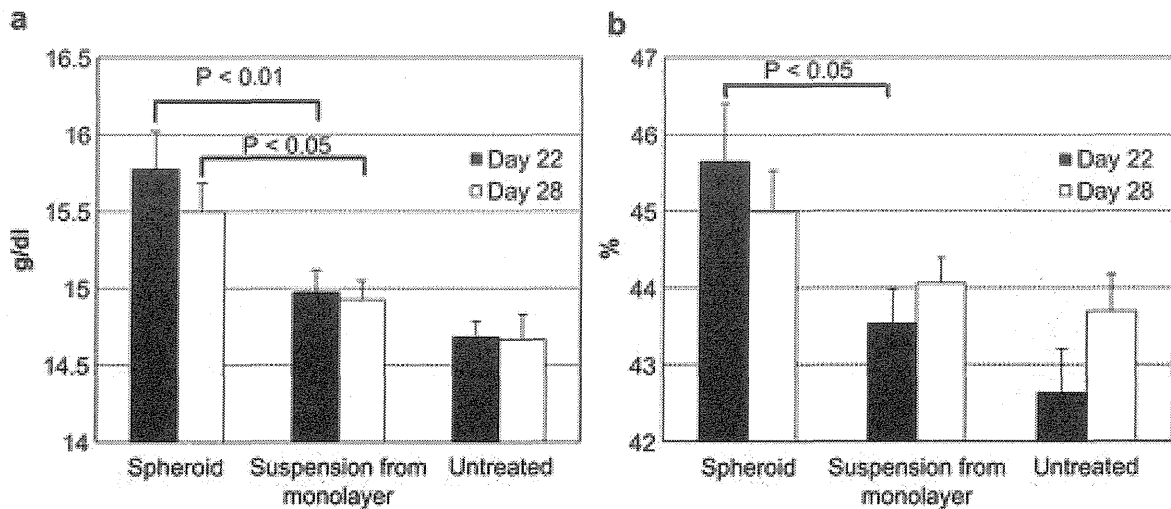 a
16.5
16
15.5
15
14.5
14
g/dl
P < 0.01
P < 0.05
Day 22
Day 28
Spheroid
Suspension from
monolayer
Untreated
b
47
46
45
44
43
42
%
P < 0.05
Day 22
Day 28
Spheroid
Suspension from
monolayer
Untreated